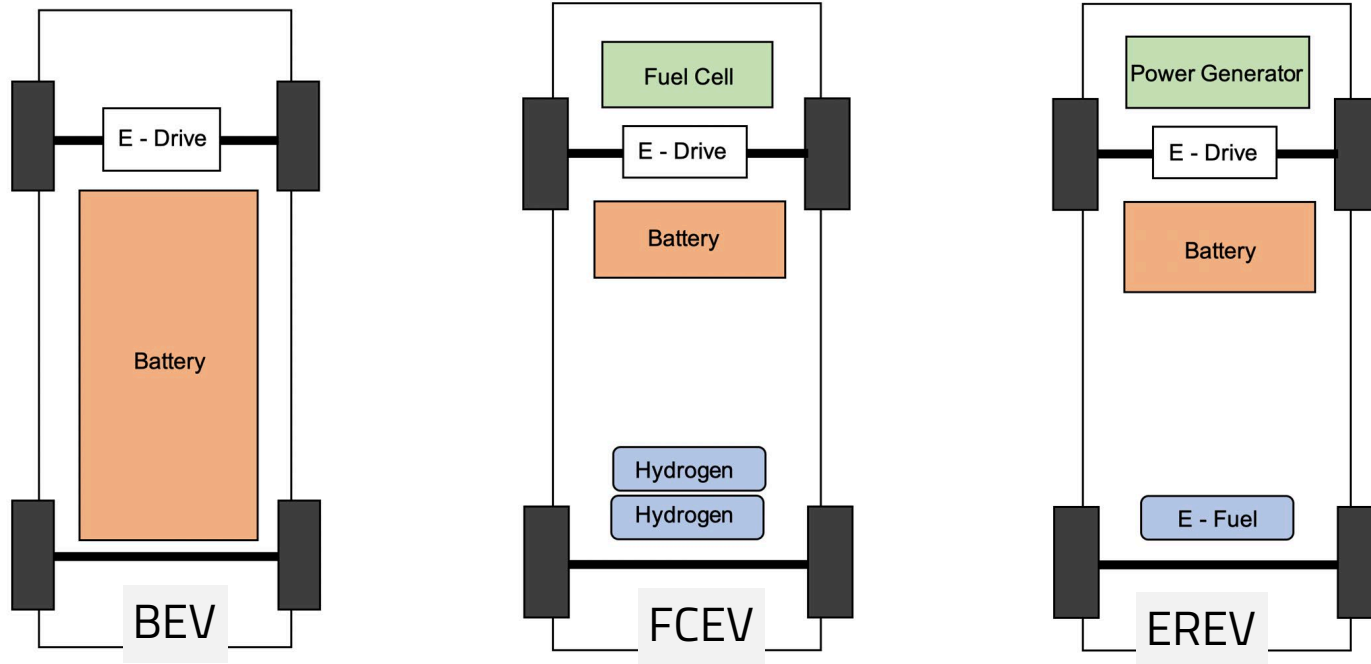 E - Drive
Battery
BEV
Fuel Cell
E - Drive
Battery
Hydrogen
Hydrogen
FCEV
Power Generator
E - Drive
Battery
E - Fuel
EREV